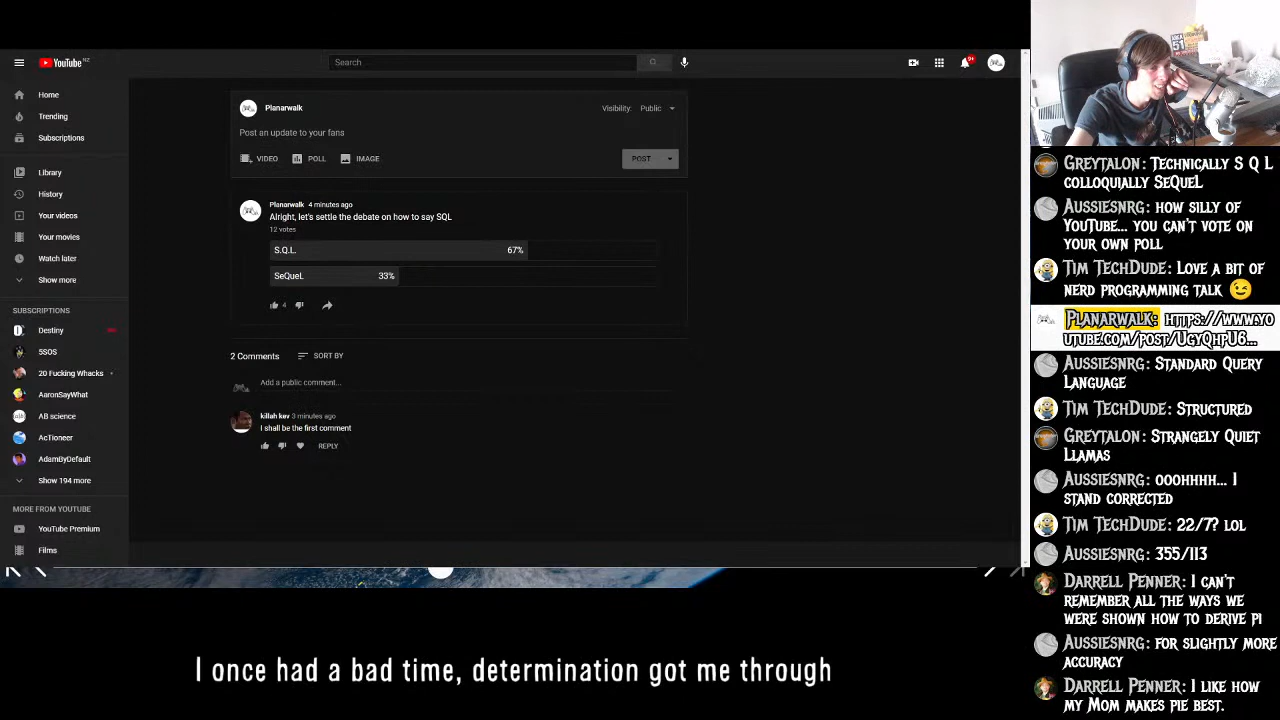 YouTube NZ
Search
9+
Home
Trending
Subscriptions
Library
History
Your videos
Your movies
Watch later
Show more
SUBSCRIPTIONS
Destiny
5SOS
20 Fucking Whacks
AaronSayWhat
AB science
AcTioneer
AdamByDefault
Show 194 more
MORE FROM YOUTUBE
YouTube Premium
Films
Planarwalk
Visibility: Public
Post an update to your fans
VIDEO POLL IMAGE
POST
Planarwalk 4 minutes ago
Alright, let's settle the debate on how to say SQL
12 votes
S.Q.L. 67%
SeQueL 33%
4
2 Comments SORT BY
Add a public comment...
killah kev 3 minutes ago
I shall be the first comment
REPLY
I once had a bad time, determination got me through
AREA
51
GREYTALON: TECHNICALLY S Q L
COLLOQUIALLY SEQUEL
AUSSIESNRG: HOW SILLY OF
YOUTUBE... YOU CAN'T VOTE ON
YOUR OWN POLL
TIM TECHDUDE: LOVE A BIT OF
NERD PROGRAMMING TALK 😉
PLANARWALK: HTTPS://WWW.YO
UTUBE.COM/POST/UGYQHPU6...
AUSSIESNRG: STANDARD QUERY
LANGUAGE
TIM TECHDUDE: STRUCTURED
GREYTALON: STRANGELY QUIET
LLAMAS
AUSSIESNRG: OOOHHHH... I
STAND CORRECTED
TIM TECHDUDE: 22/7? LOL
AUSSIESNRG: 355/113
DARRELL PENNER: I CAN'T
REMEMBER ALL THE WAYS WE
WERE SHOWN HOW TO DERIVE PI
AUSSIESNRG: FOR SLIGHTLY MORE
ACCURACY
DARRELL PENNER: I LIKE HOW
MY MOM MAKES PIE BEST.